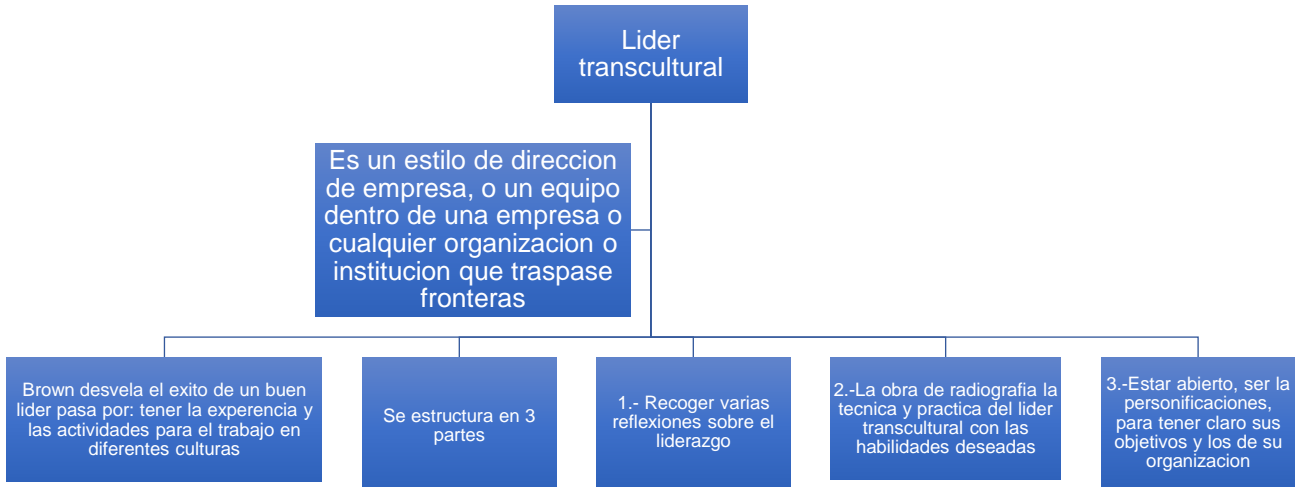 Lider
transcultural
Es un estilo de direccion
de empresa, o un equipo
dentro de una empresa o
cualquier organizacion o
institucion que traspase
fronteras
Brown desvela el exito de un buen
lider pasa por: tener la experencia y
las actividades para el trabajo en
diferentes culturas
Se estructura en 3
partes
1.- Recoger varias
reflexiones sobre el
liderazgo
2.-La obra de radiografia la
tecnica y practica del lider
transcultural con las
habilidades deseadas
3.-Estar abierto, ser la
personificaciones,
para tener claro sus
objetivos y los de su
organizacion